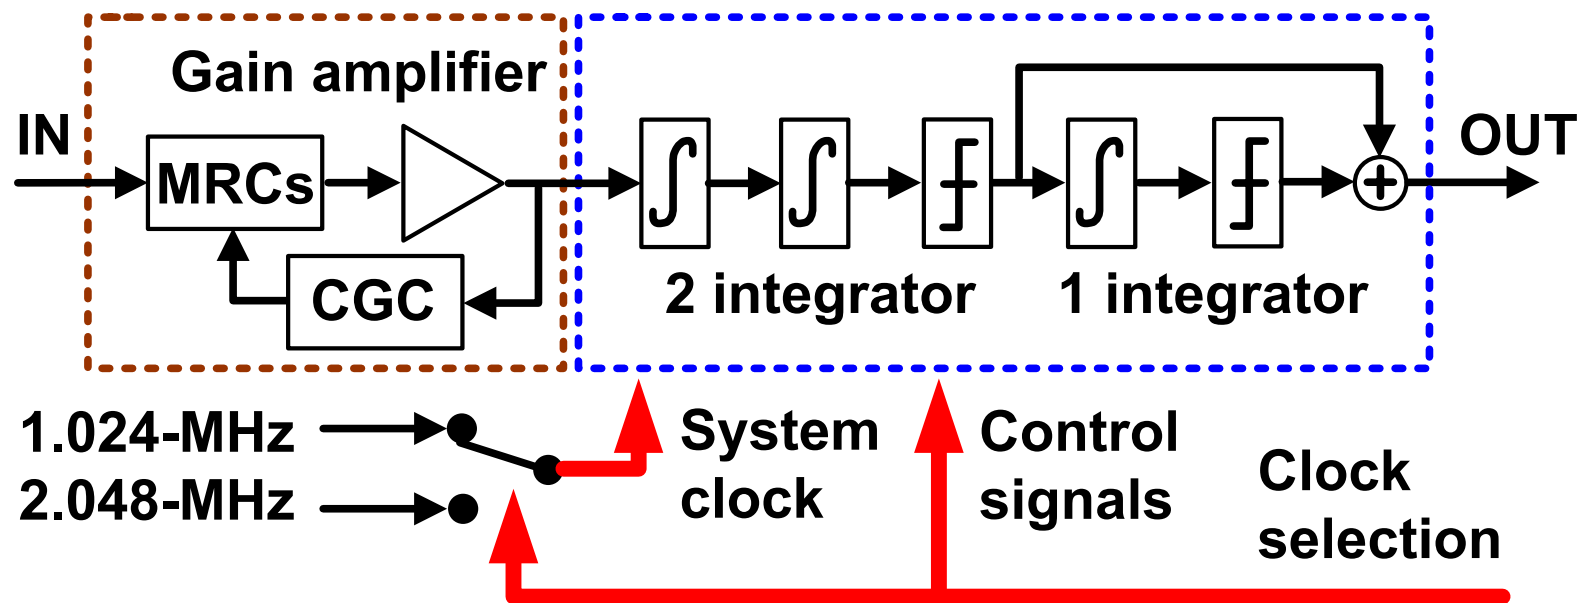 Gain amplifier
IN
MRCs
CGC
2 integrator
1 integrator
OUT
1.024-MHz
2.048-MHz
System
clock
Control
signals
Clock
selection